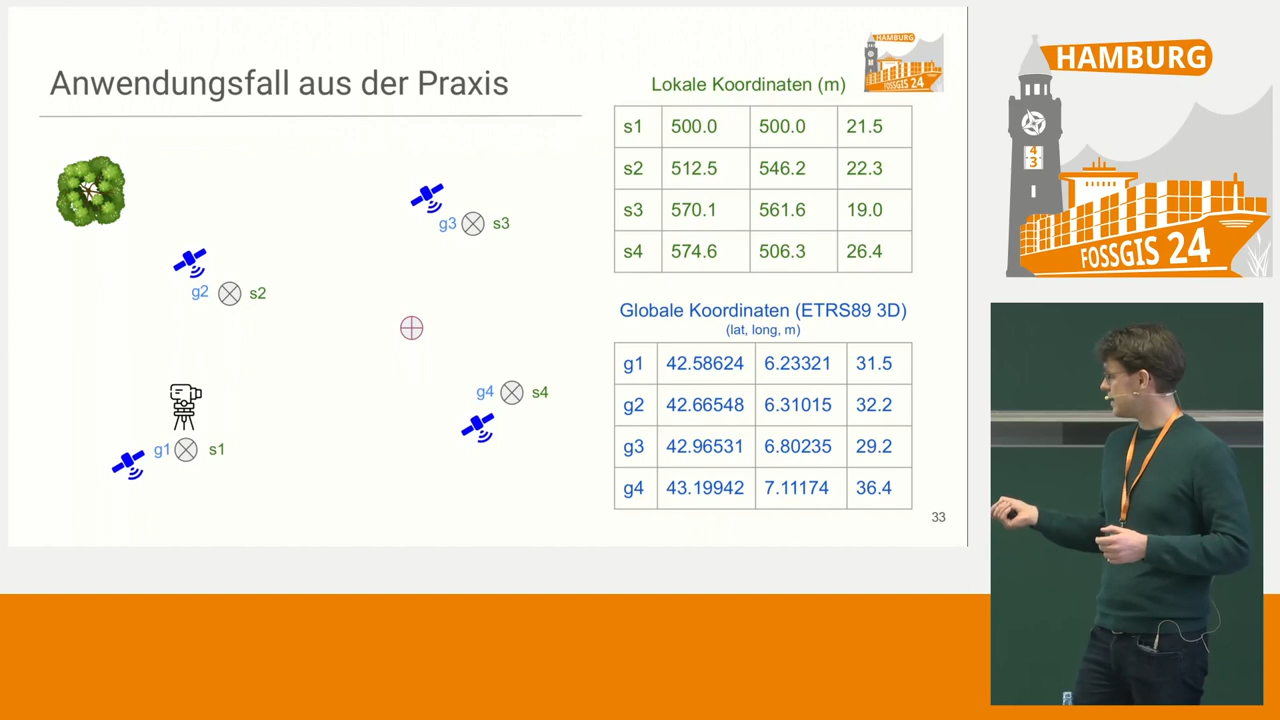 Anwendungsfall aus der Praxis
HAMBURG
FOSSGIS 24
Lokale Koordinaten (m)
s1 500.0 500.0 21.5
s2 512.5 546.2 22.3
s3 570.1 561.6 19.0
s4 574.6 506.3 26.4
Globale Koordinaten (ETRS89 3D)
(lat, long, m)
g1 42.58624 6.23321 31.5
g2 42.66548 6.31015 32.2
g3 42.96531 6.80235 29.2
g4 43.19942 7.11174 36.4
g3 s3
g2 s2
g4 s4
g1 s1
33
HAMBURG
4
3
FOSSGIS 24